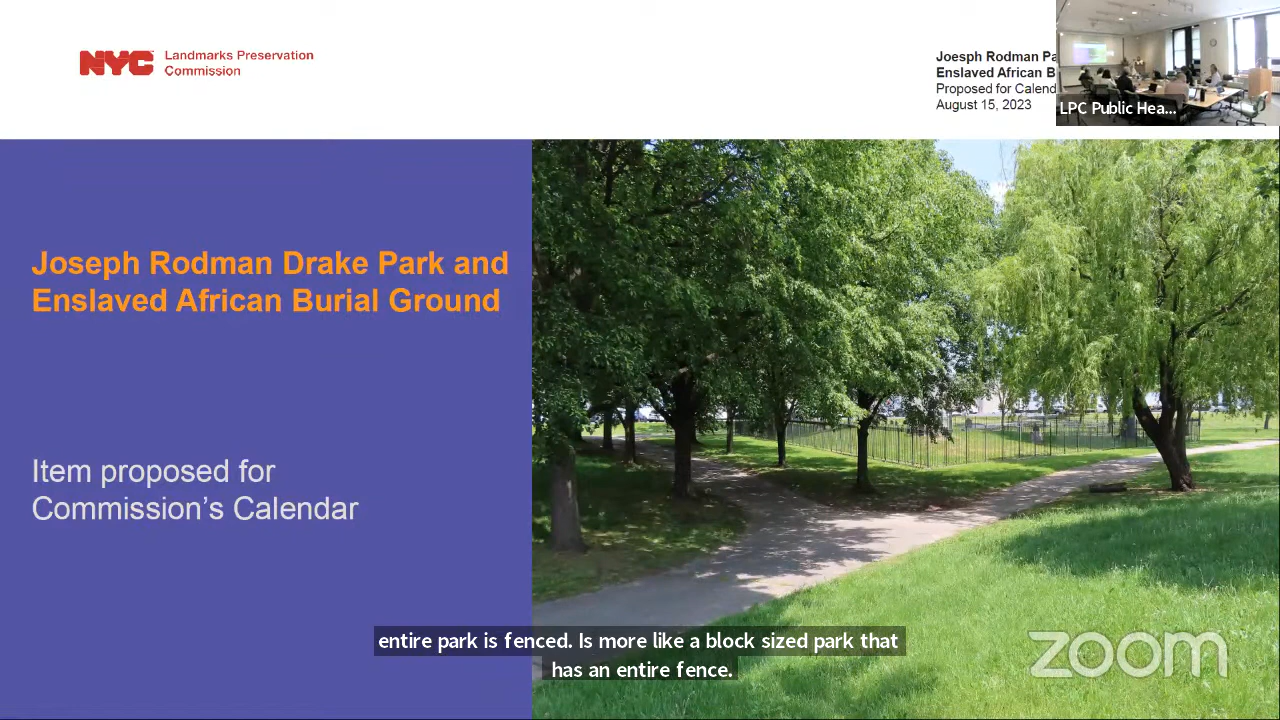 NYC
Landmarks Preservation
Commission
Joesph Rodman
Enslaved African
Proposed for
August 15, 2023
LPC Public Hea...
Joseph Rodman Drake Park and
Enslaved African Burial Ground
Item proposed for
Commission's Calendar
entire park is fenced. Is more like a block sized park that
has an entire fence.
zoom